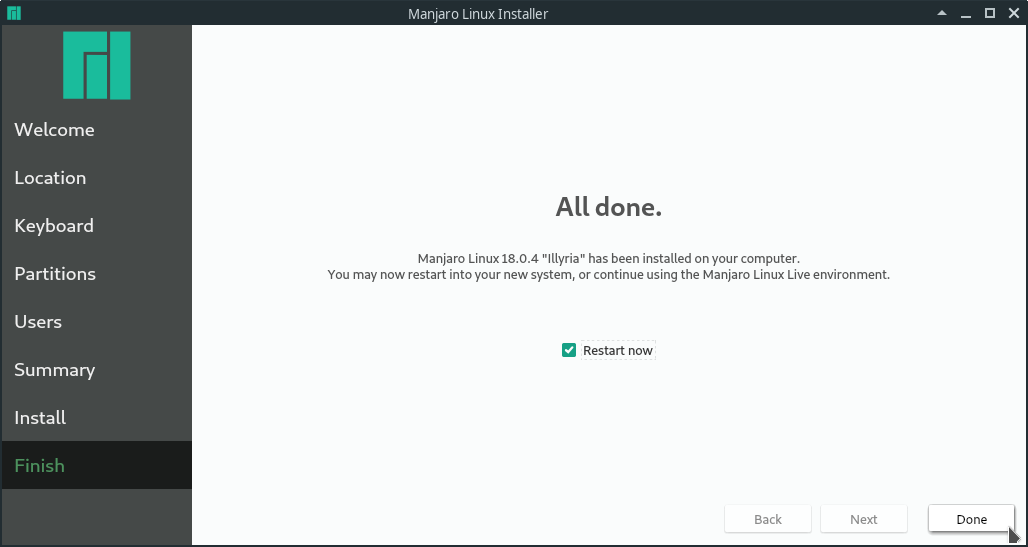 Manjaro Linux Installer
Welcome
Location
Keyboard
Partitions
Users
Summary
Install
Finish
All done.
Manjaro Linux 18.0.4 "Illyria" has been installed on your computer.
You may now restart into your new system, or continue using the Manjaro Linux Live environment.
Restart now
Back
Next
Done